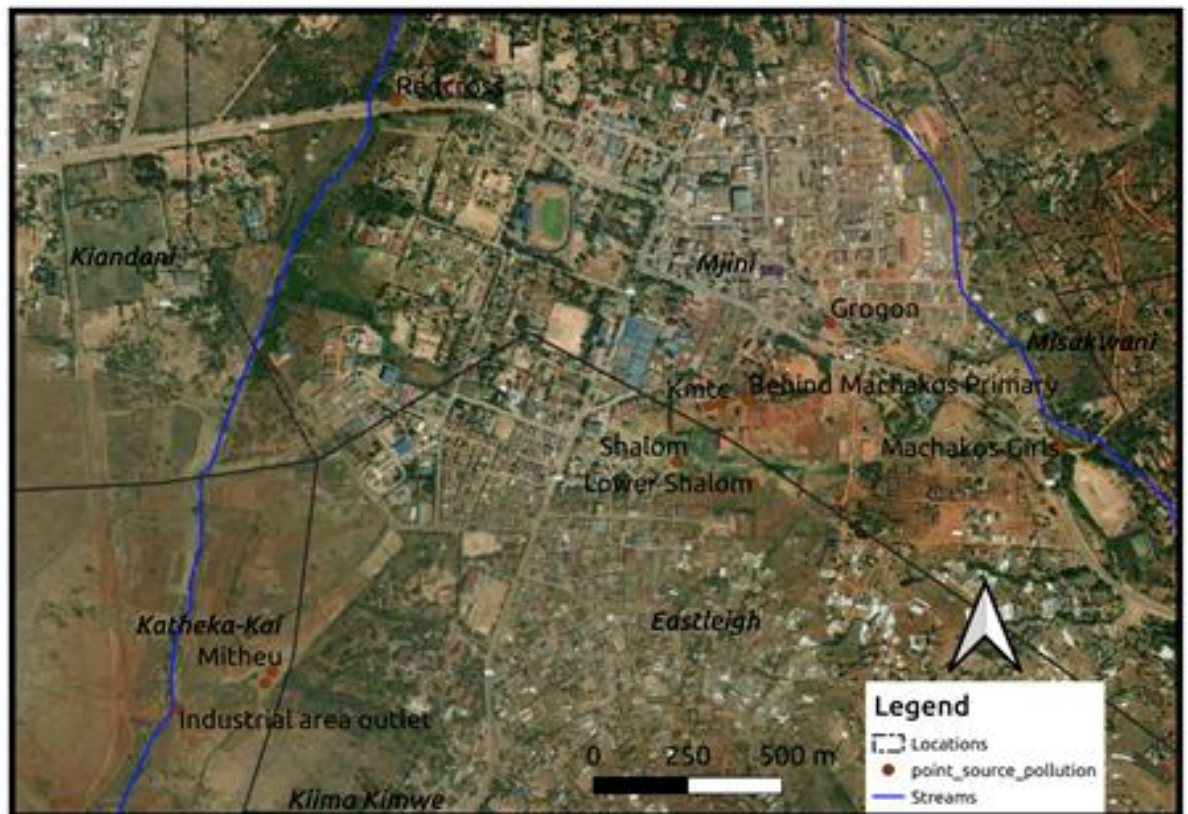 Redcross
Kiandani
Mjini
Grogon
Misakwani
Kmtc
Behind Machakos Primary
Shalom
Machakos Girls
Lower Shalom
Katheka-Kai
Eastleigh
Mitheu
Industrial area outlet
Kiima Kimwe
0 250 500 m
Legend
Locations
point_source_pollution
Streams